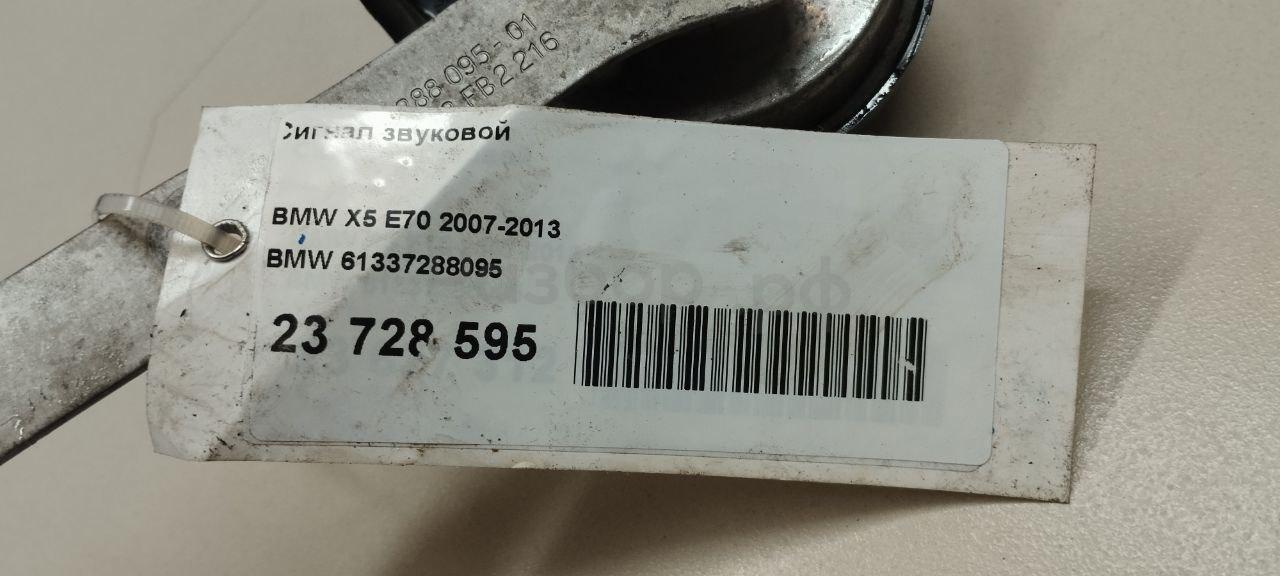 288 095-01
FB2 216
Сигнал звуковой
BMW X5 E70 2007-2013
BMW 61337288095
23 728 595